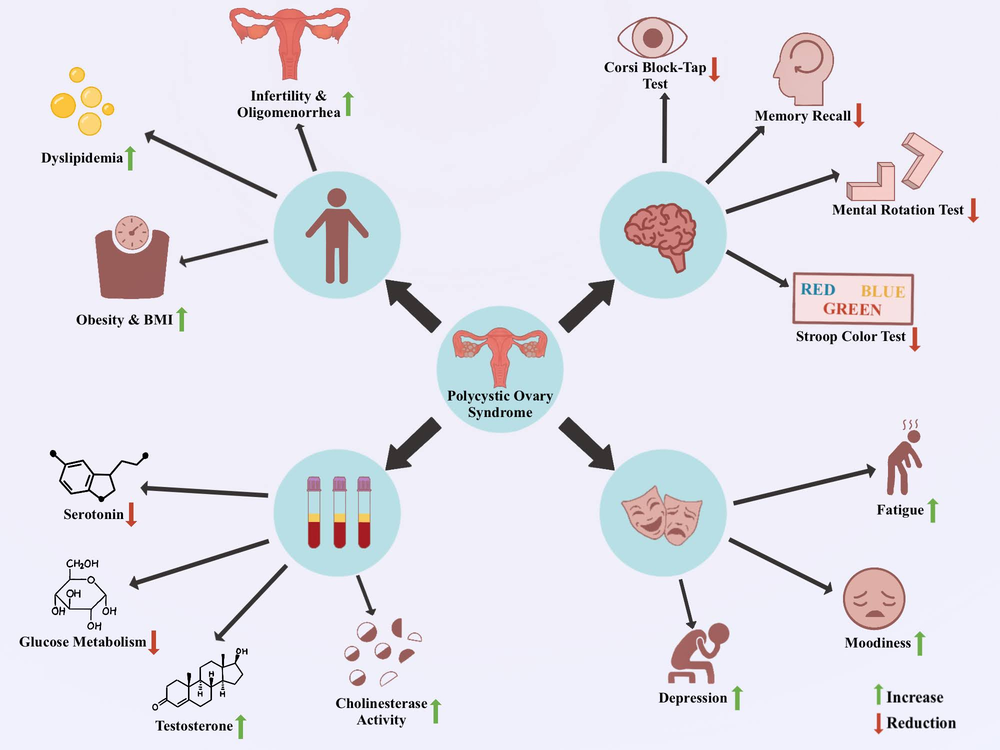 Infertility &
Oligomenorrhea
Dyslipidemia
Obesity & BMI
Corsi Block-Tap
Test
Memory Recall
Mental Rotation Test
RED BLUE
GREEN
Stroop Color Test
Polycystic Ovary
Syndrome
Serotonin
CH₂OH
O
OH
OH
OH
OH
Glucose Metabolism
OH
H
H
H
O
Testosterone
Cholinesterase
Activity
Fatigue
Moodiness
Depression
Increase
Reduction